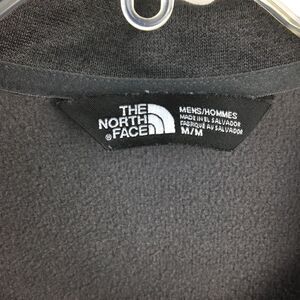 THE
NORTH
®FACE
MENS/HOMMES
MADE IN EL SALVADOR
FABRIQUÉ AU SALVADOR
M/M